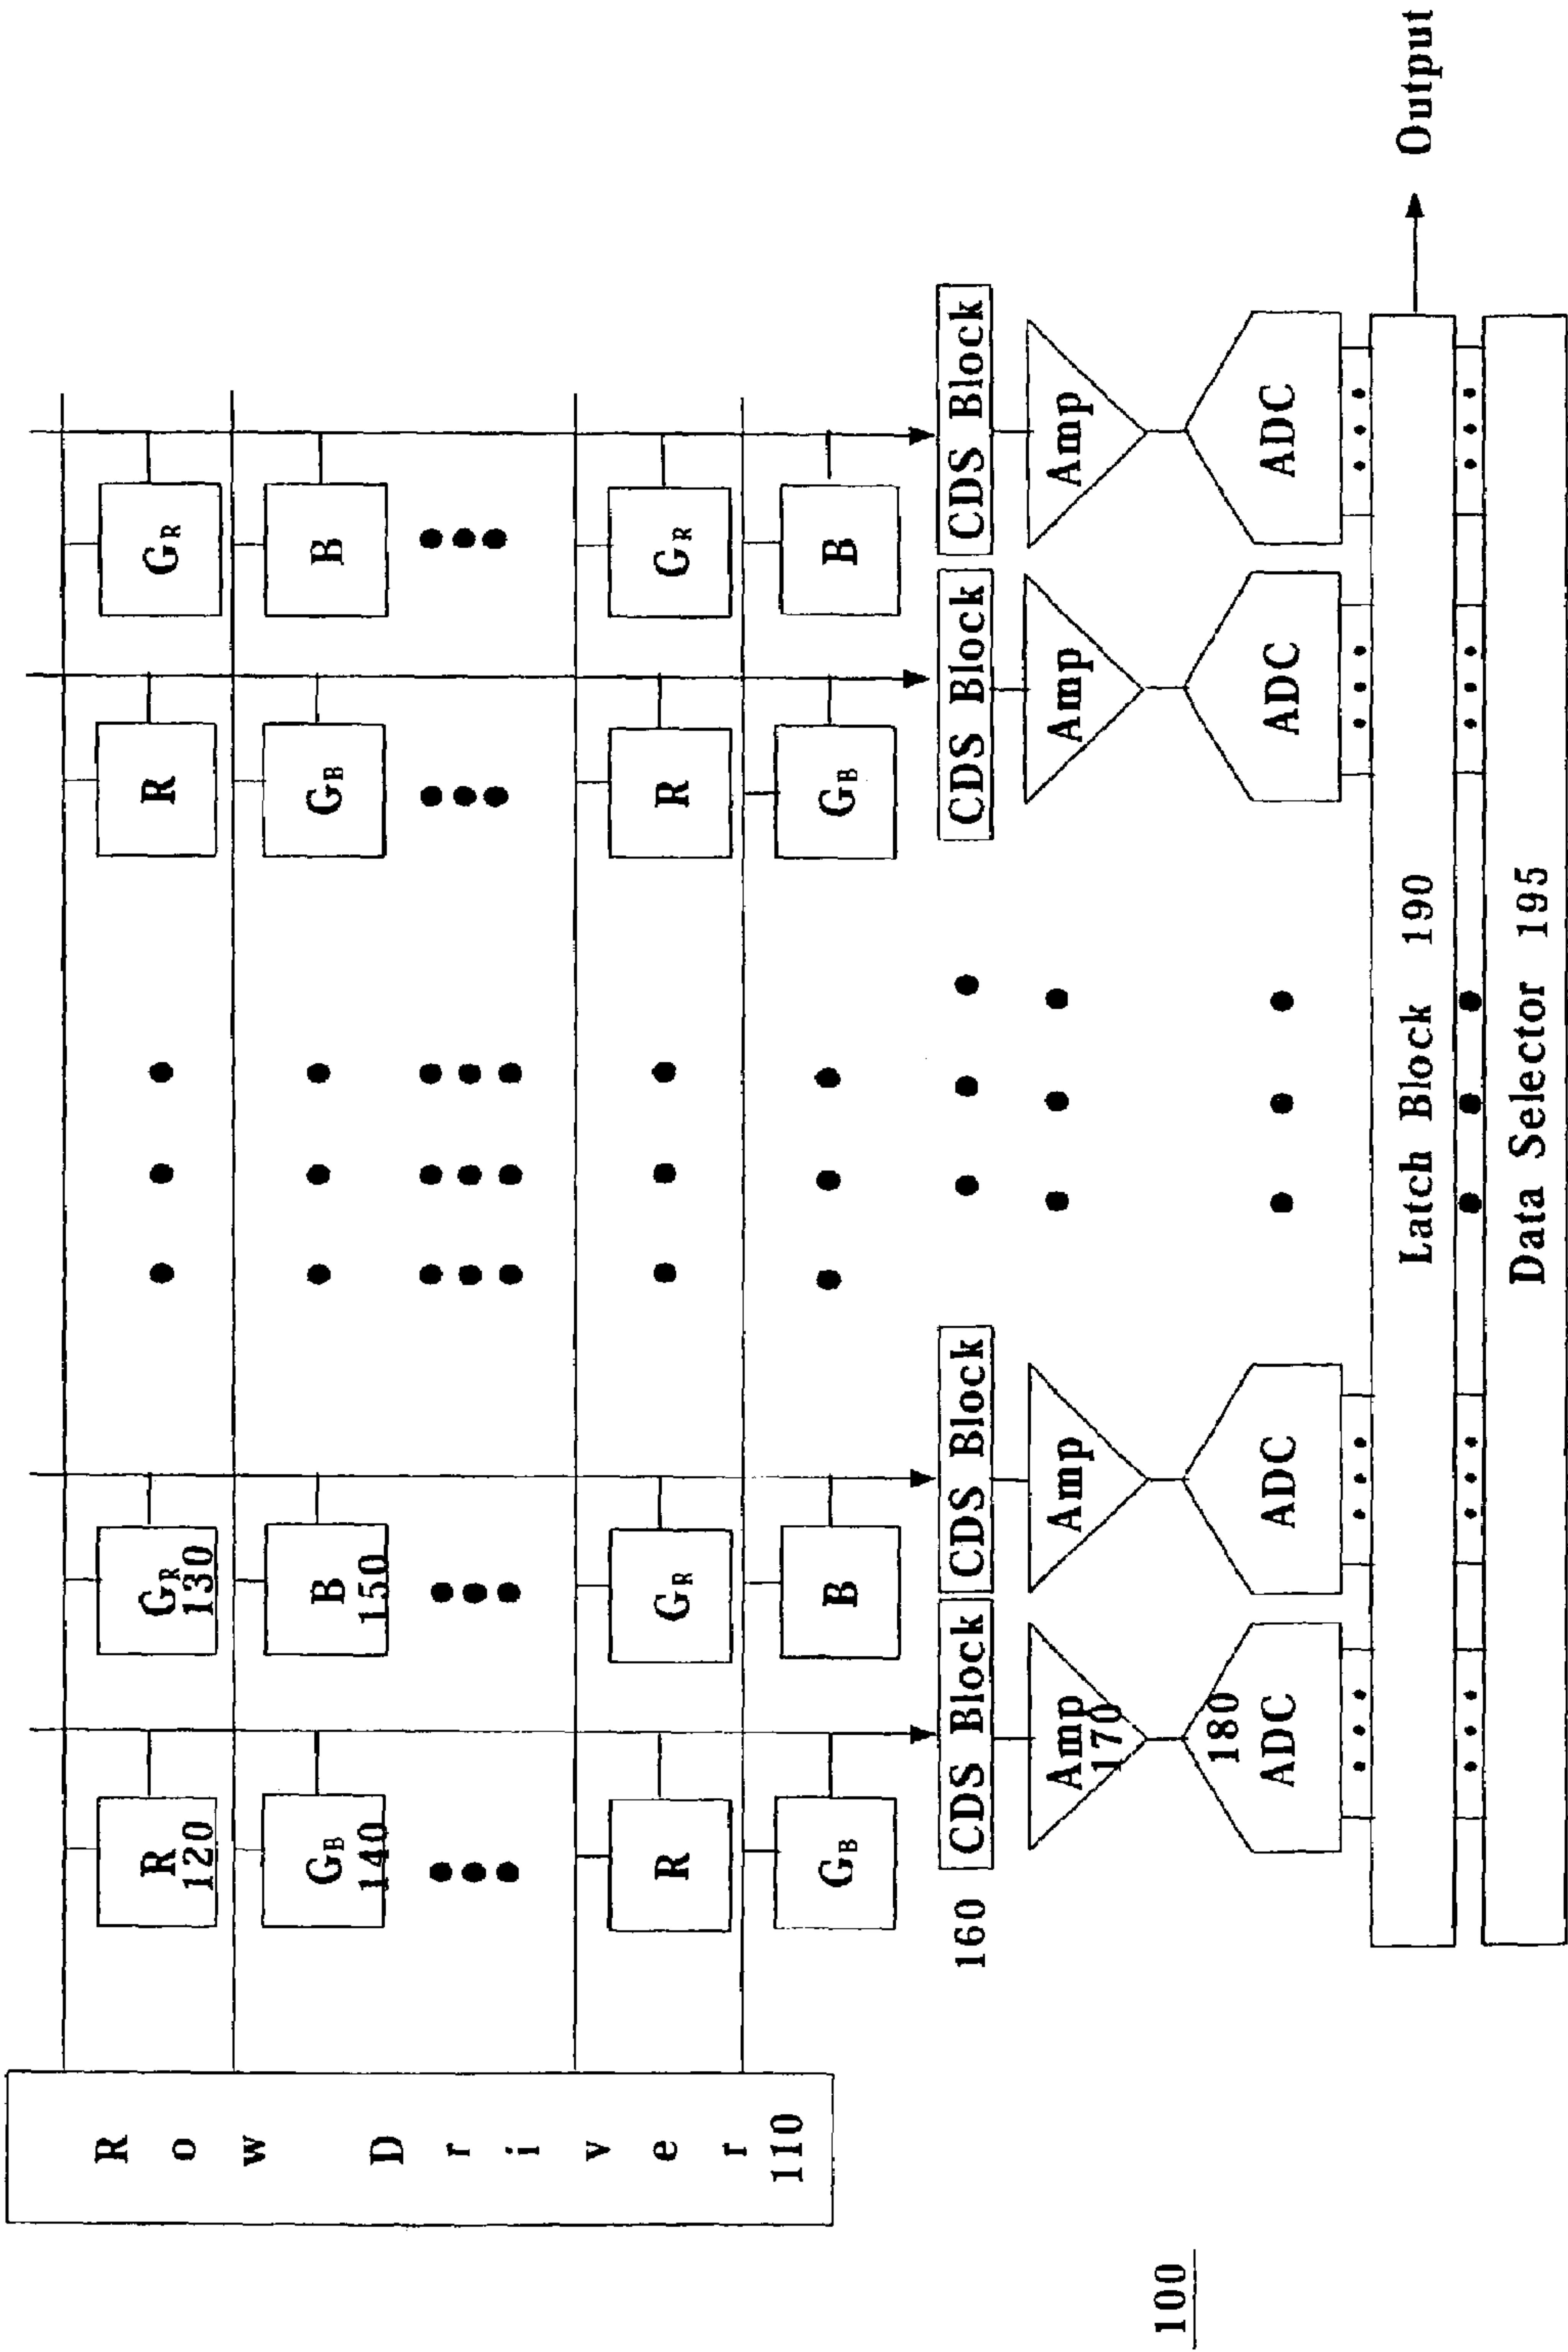 Row Driver
110
R
120
GR
130
R
GR
GB
140
B
150
GB
B
R
GR
R
GR
GB
B
GB
B
160
CDS Block
CDS Block
CDS Block
CDS Block
Amp
170
Amp
Amp
Amp
180
ADC
ADC
ADC
ADC
Latch Block 190
Output
Data Selector 195
100